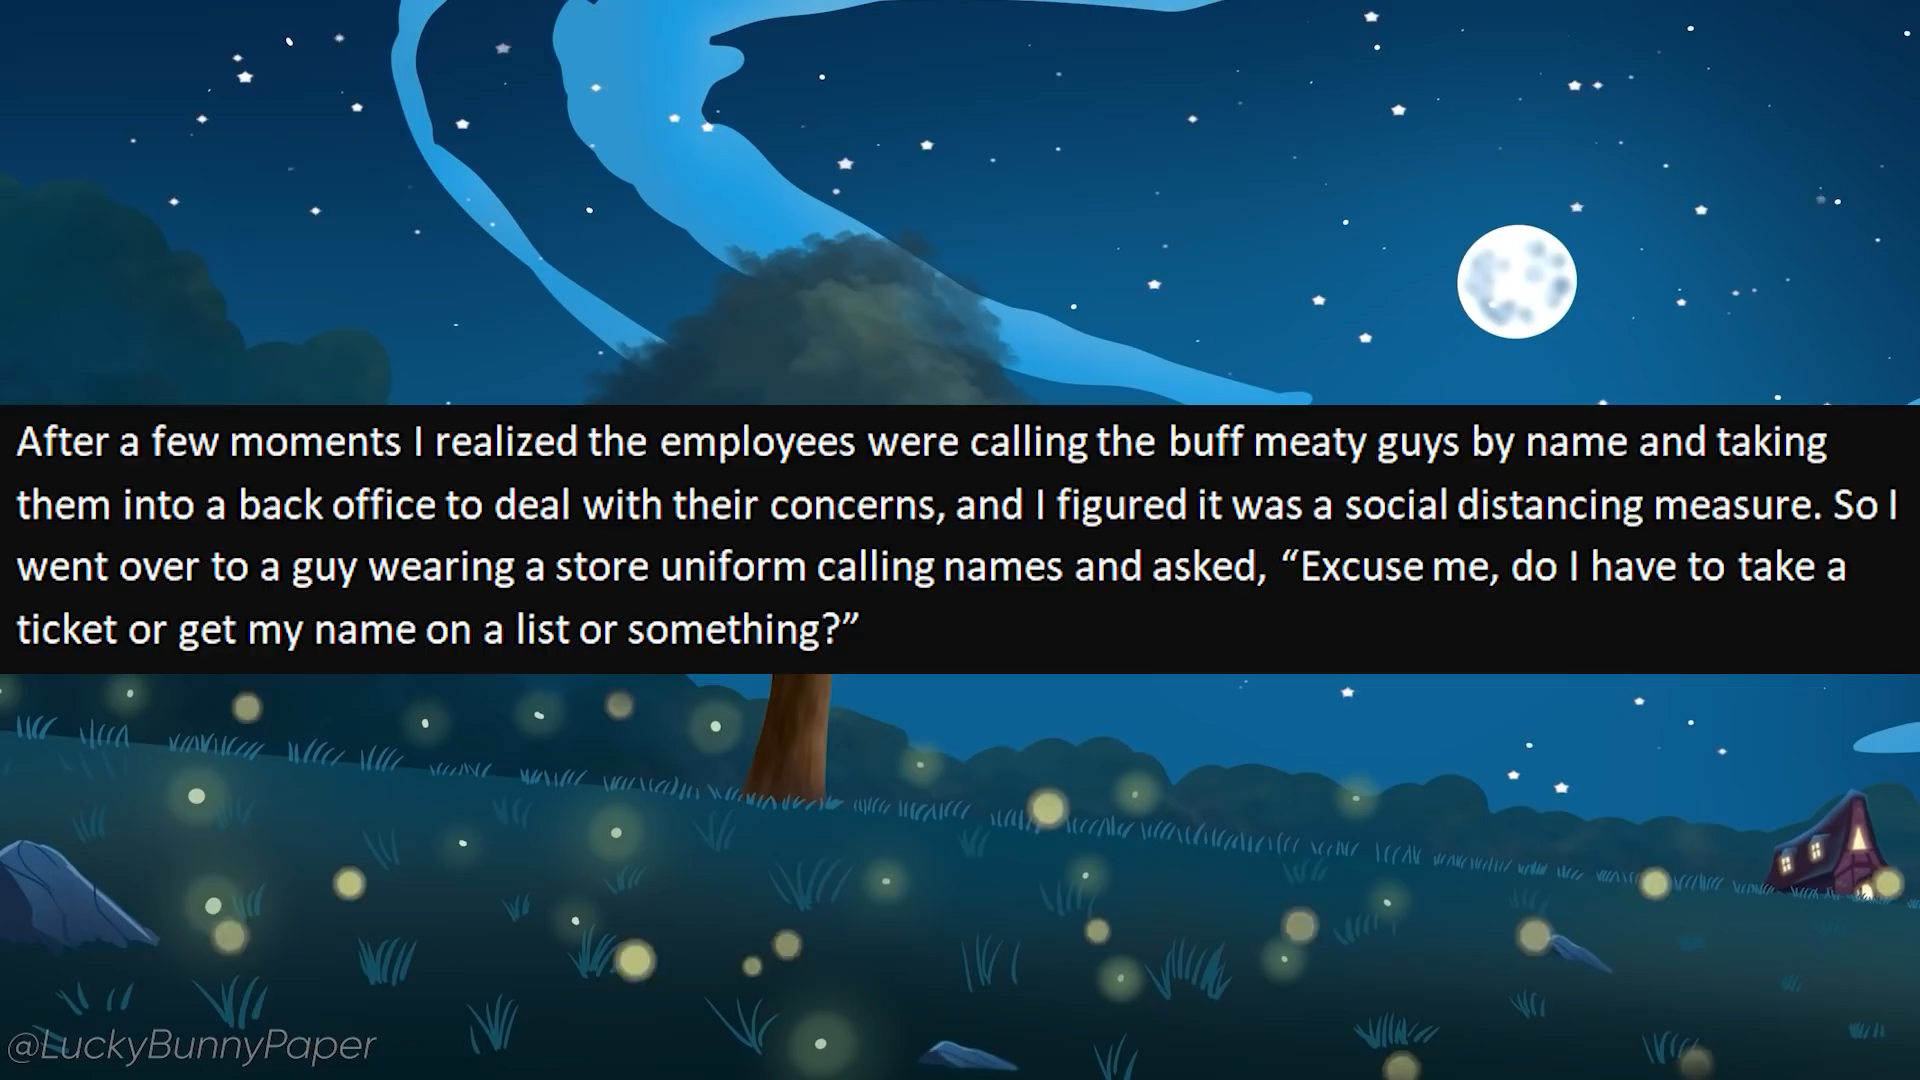 After a few moments I realized the employees were calling the buff meaty guys by name and taking
them into a back office to deal with their concerns, and I figured it was a social distancing measure. So I
went over to a guy wearing a store uniform calling names and asked, “Excuse me, do I have to take a
ticket or get my name on a list or something?”
@LuckyBunnyPaper